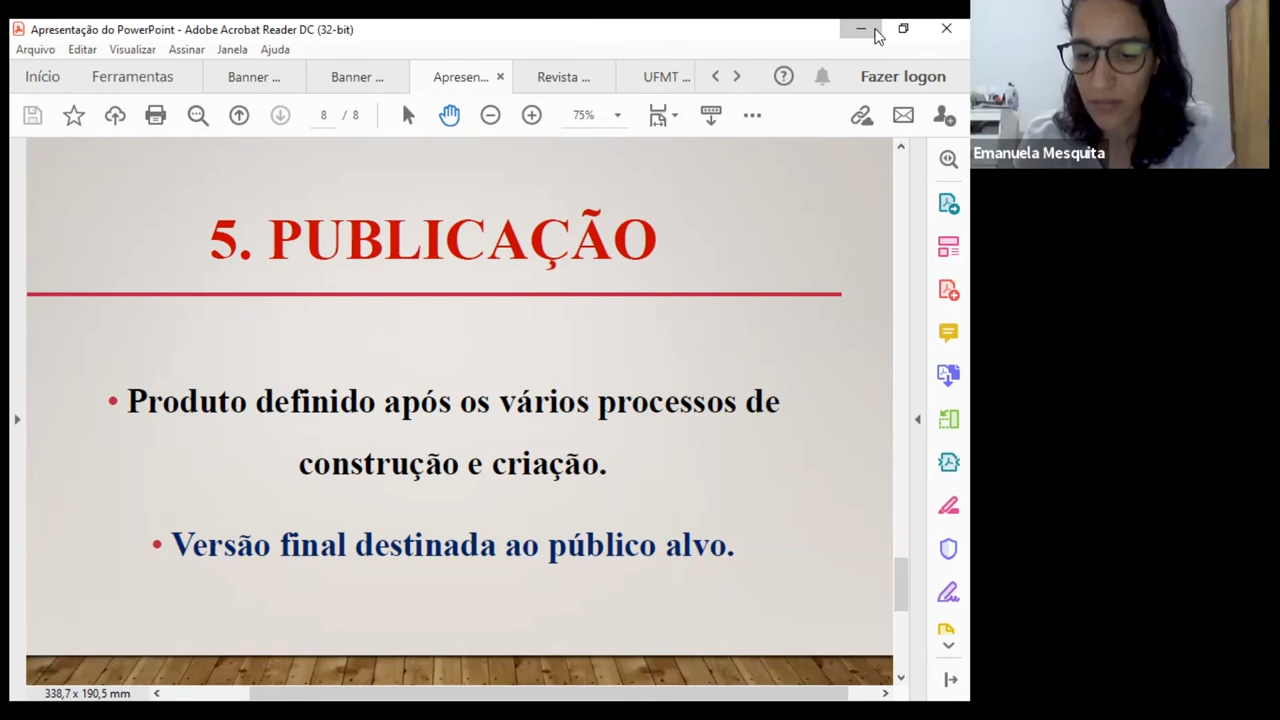 Apresentação do PowerPoint - Adobe Acrobat Reader DC (32-bit)
Arquivo Editar Visualizar Assinar Janela Ajuda
Início Ferramentas Banner ... Banner ... Apresen... Revista ... UFMT ... Fazer logon
8 / 8 75%
Emanuela Mesquita
5. PUBLICAÇÃO
• Produto definido após os vários processos de
construção e criação.
• Versão final destinada ao público alvo.
338,7 x 190,5 mm